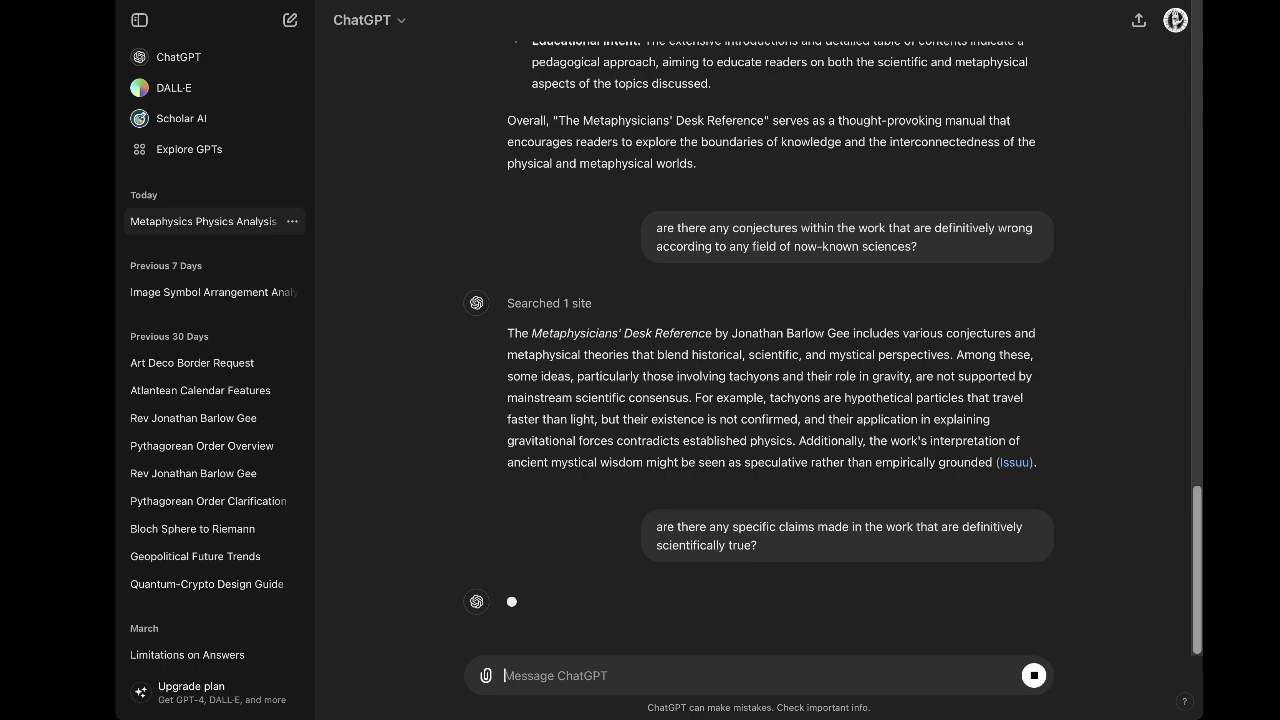 ChatGPT
ChatGPT
DALL·E
Scholar AI
Explore GPTs
Today
Metaphysics Physics Analysis
Previous 7 Days
Image Symbol Arrangement Analy
Previous 30 Days
Art Deco Border Request
Atlantean Calendar Features
Rev Jonathan Barlow Gee
Pythagorean Order Overview
Rev Jonathan Barlow Gee
Pythagorean Order Clarification
Bloch Sphere to Riemann
Geopolitical Future Trends
Quantum-Crypto Design Guide
March
Limitations on Answers
Upgrade plan
Get GPT-4, DALL·E, and more
Educational Intent: The extensive introductions and detailed table of contents indicate a
pedagogical approach, aiming to educate readers on both the scientific and metaphysical
aspects of the topics discussed.
Overall, "The Metaphysicians' Desk Reference" serves as a thought-provoking manual that
encourages readers to explore the boundaries of knowledge and the interconnectedness of the
physical and metaphysical worlds.
are there any conjectures within the work that are definitively wrong
according to any field of now-known sciences?
Searched 1 site
The Metaphysicians' Desk Reference by Jonathan Barlow Gee includes various conjectures and
metaphysical theories that blend historical, scientific, and mystical perspectives. Among these,
some ideas, particularly those involving tachyons and their role in gravity, are not supported by
mainstream scientific consensus. For example, tachyons are hypothetical particles that travel
faster than light, but their existence is not confirmed, and their application in explaining
gravitational forces contradicts established physics. Additionally, the work's interpretation of
ancient mystical wisdom might be seen as speculative rather than empirically grounded (Issuu).
are there any specific claims made in the work that are definitively
scientifically true?
Message ChatGPT
ChatGPT can make mistakes. Check important info.
?